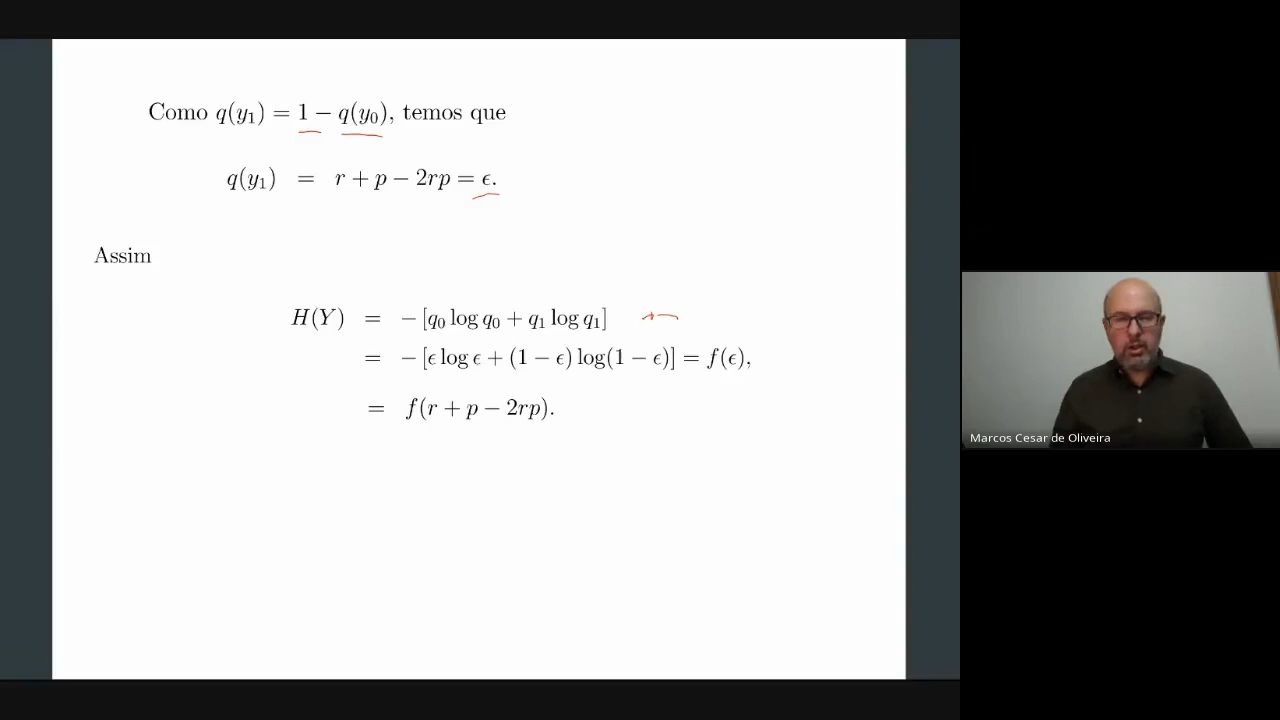 Como q(y₁) = 1 − q(y₀), temos que
q(y₁) = r + p − 2rp = ϵ.
Assim
H(Y) = − [q₀ log q₀ + q₁ log q₁]
= − [ϵ log ϵ + (1 − ϵ) log(1 − ϵ)] = f(ϵ),
= f(r + p − 2rp).
Marcos Cesar de Oliveira